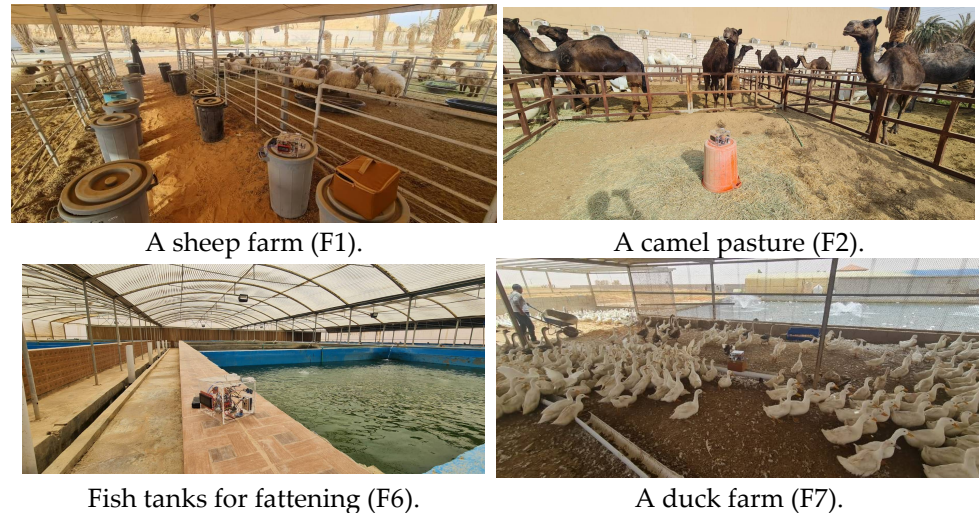 A sheep farm (F1).
A camel pasture (F2).
Fish tanks for fattening (F6).
A duck farm (F7).